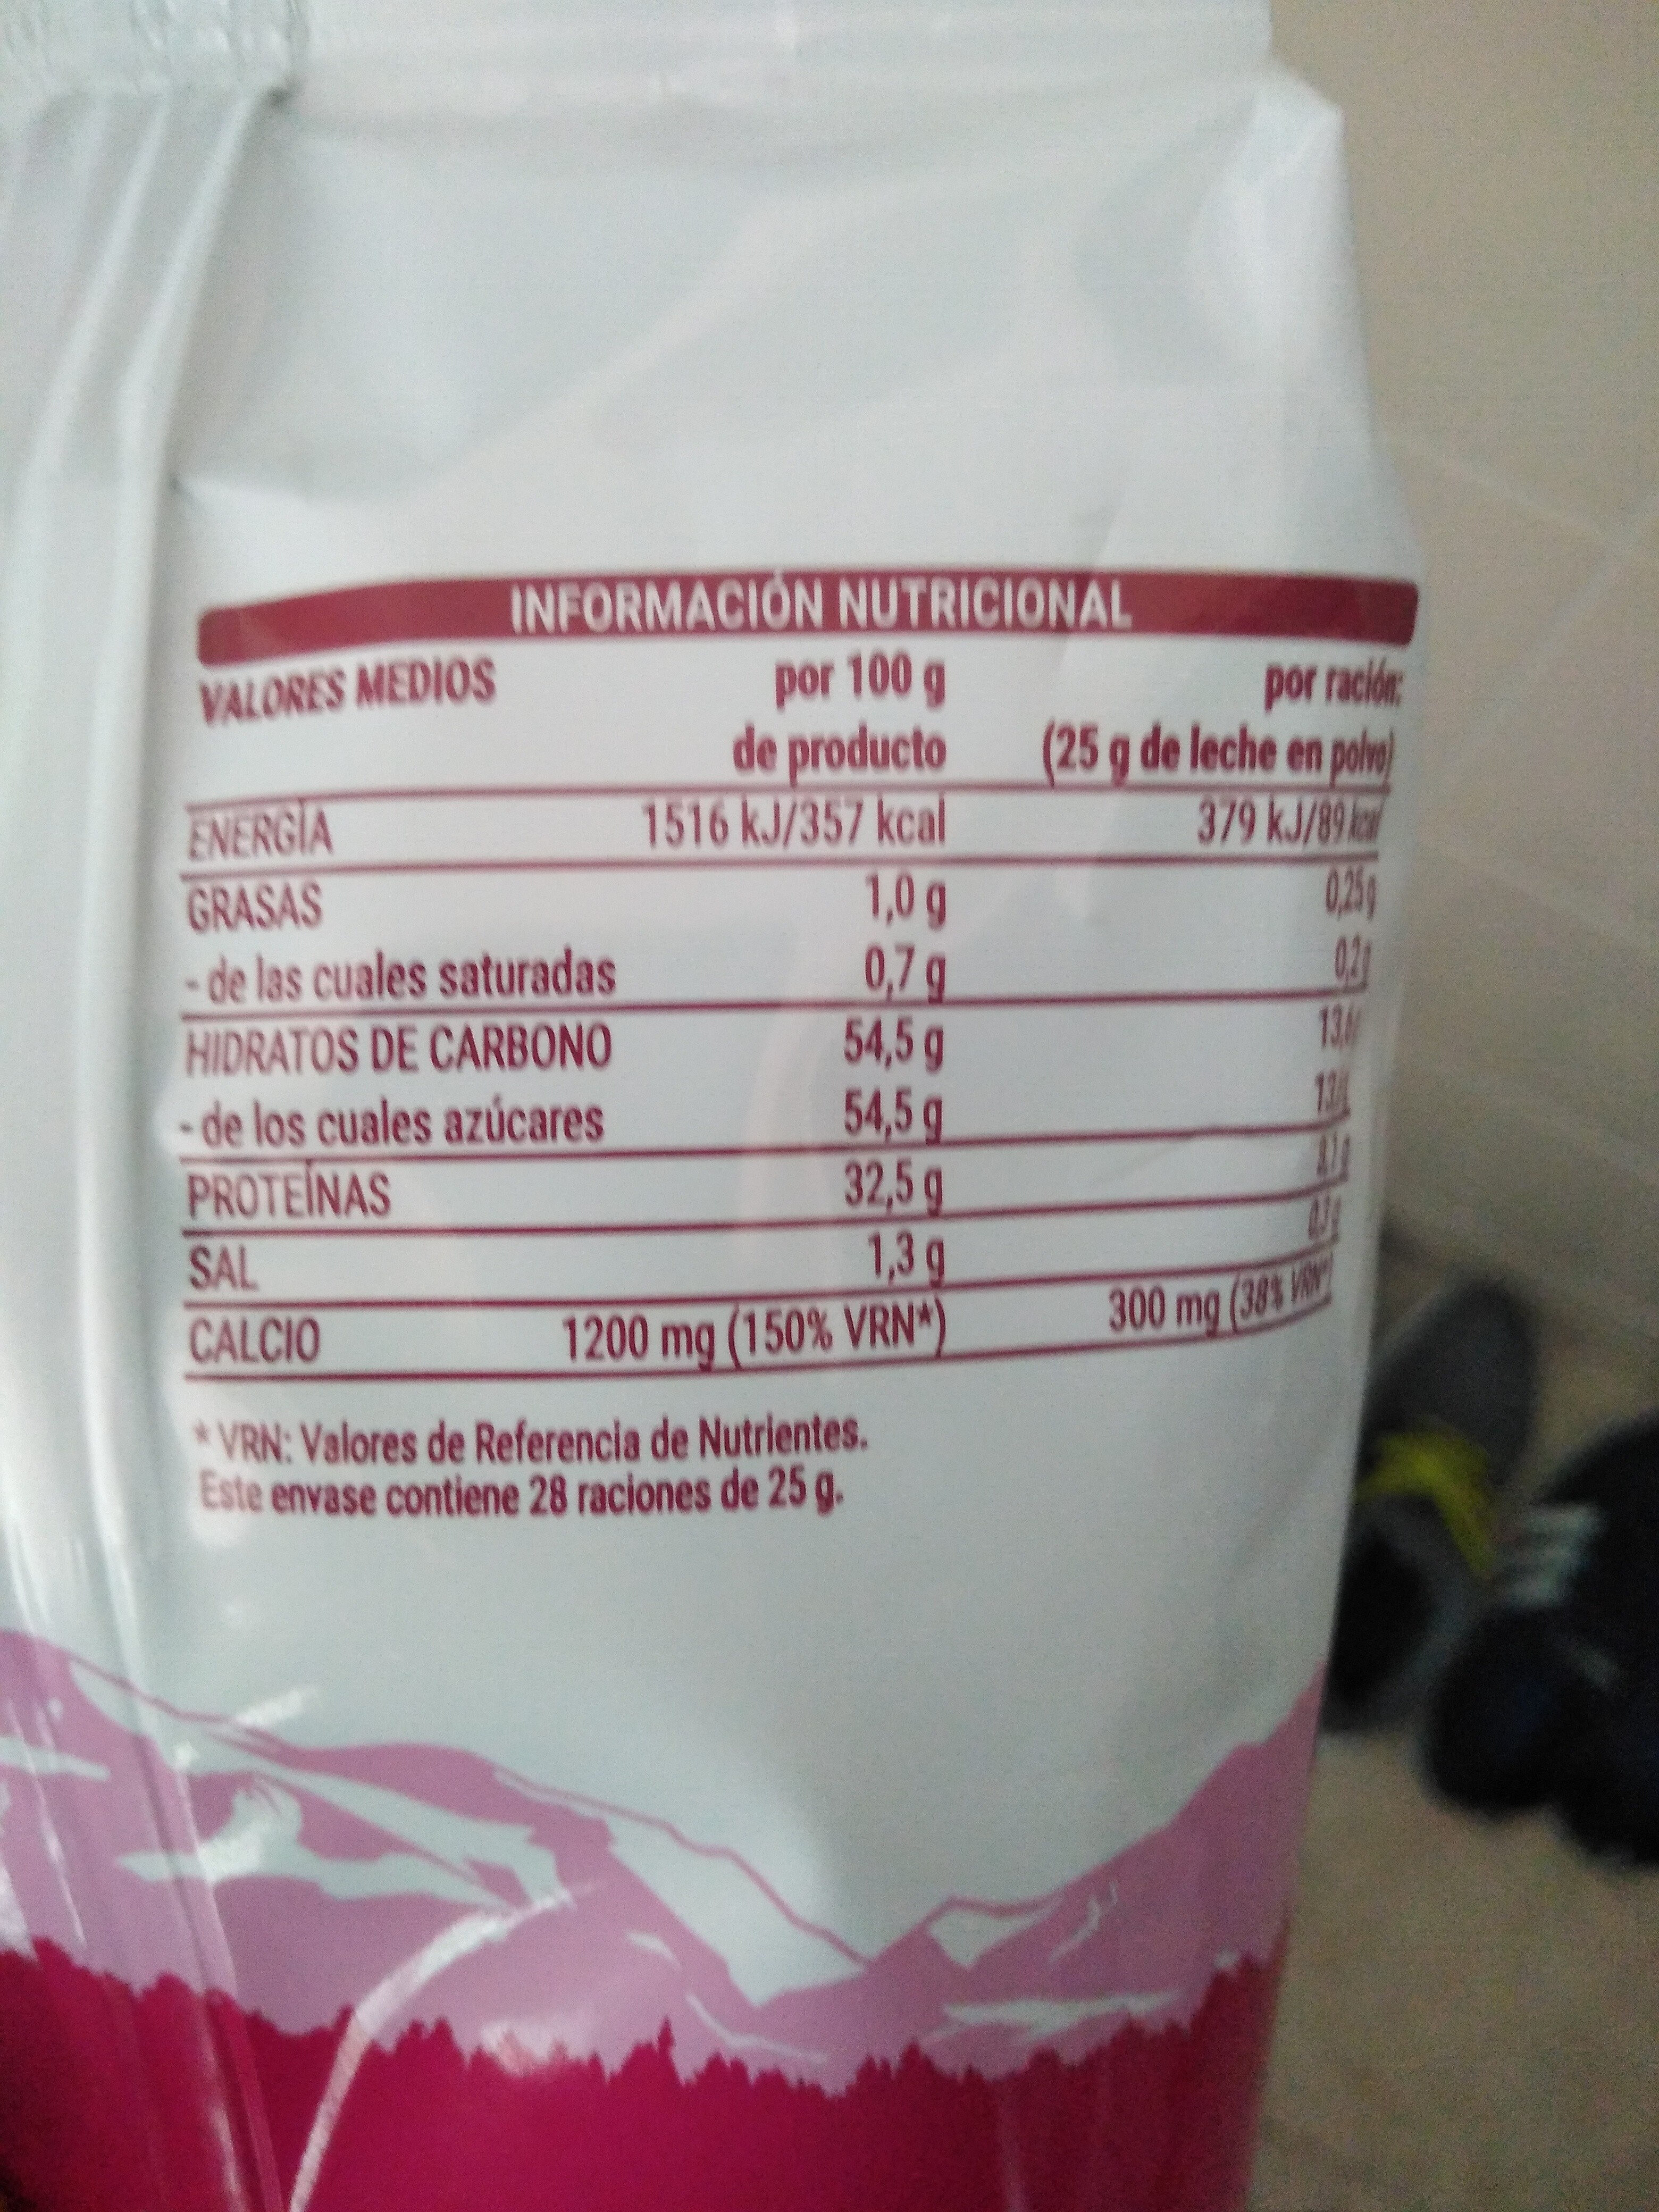 INFORMACIÓN NUTRICIONAL
VALORES MEDIOS por 100 g por ración:
de producto (25 g de leche en polvo)
ENERGÍA 1516 kJ/357 kcal 379 kJ/89 kcal
GRASAS 1,0 g 0,25 g
- de las cuales saturadas 0,7 g 0,2 g
HIDRATOS DE CARBONO 54,5 g
- de los cuales azúcares 54,5 g
PROTEÍNAS 32,5 g 8,1 g
SAL 1,3 g 0,3 g
CALCIO 1200 mg (150% VRN*) 300 mg (38% VRN*)
* VRN: Valores de Referencia de Nutrientes.
Este envase contiene 28 raciones de 25 g.